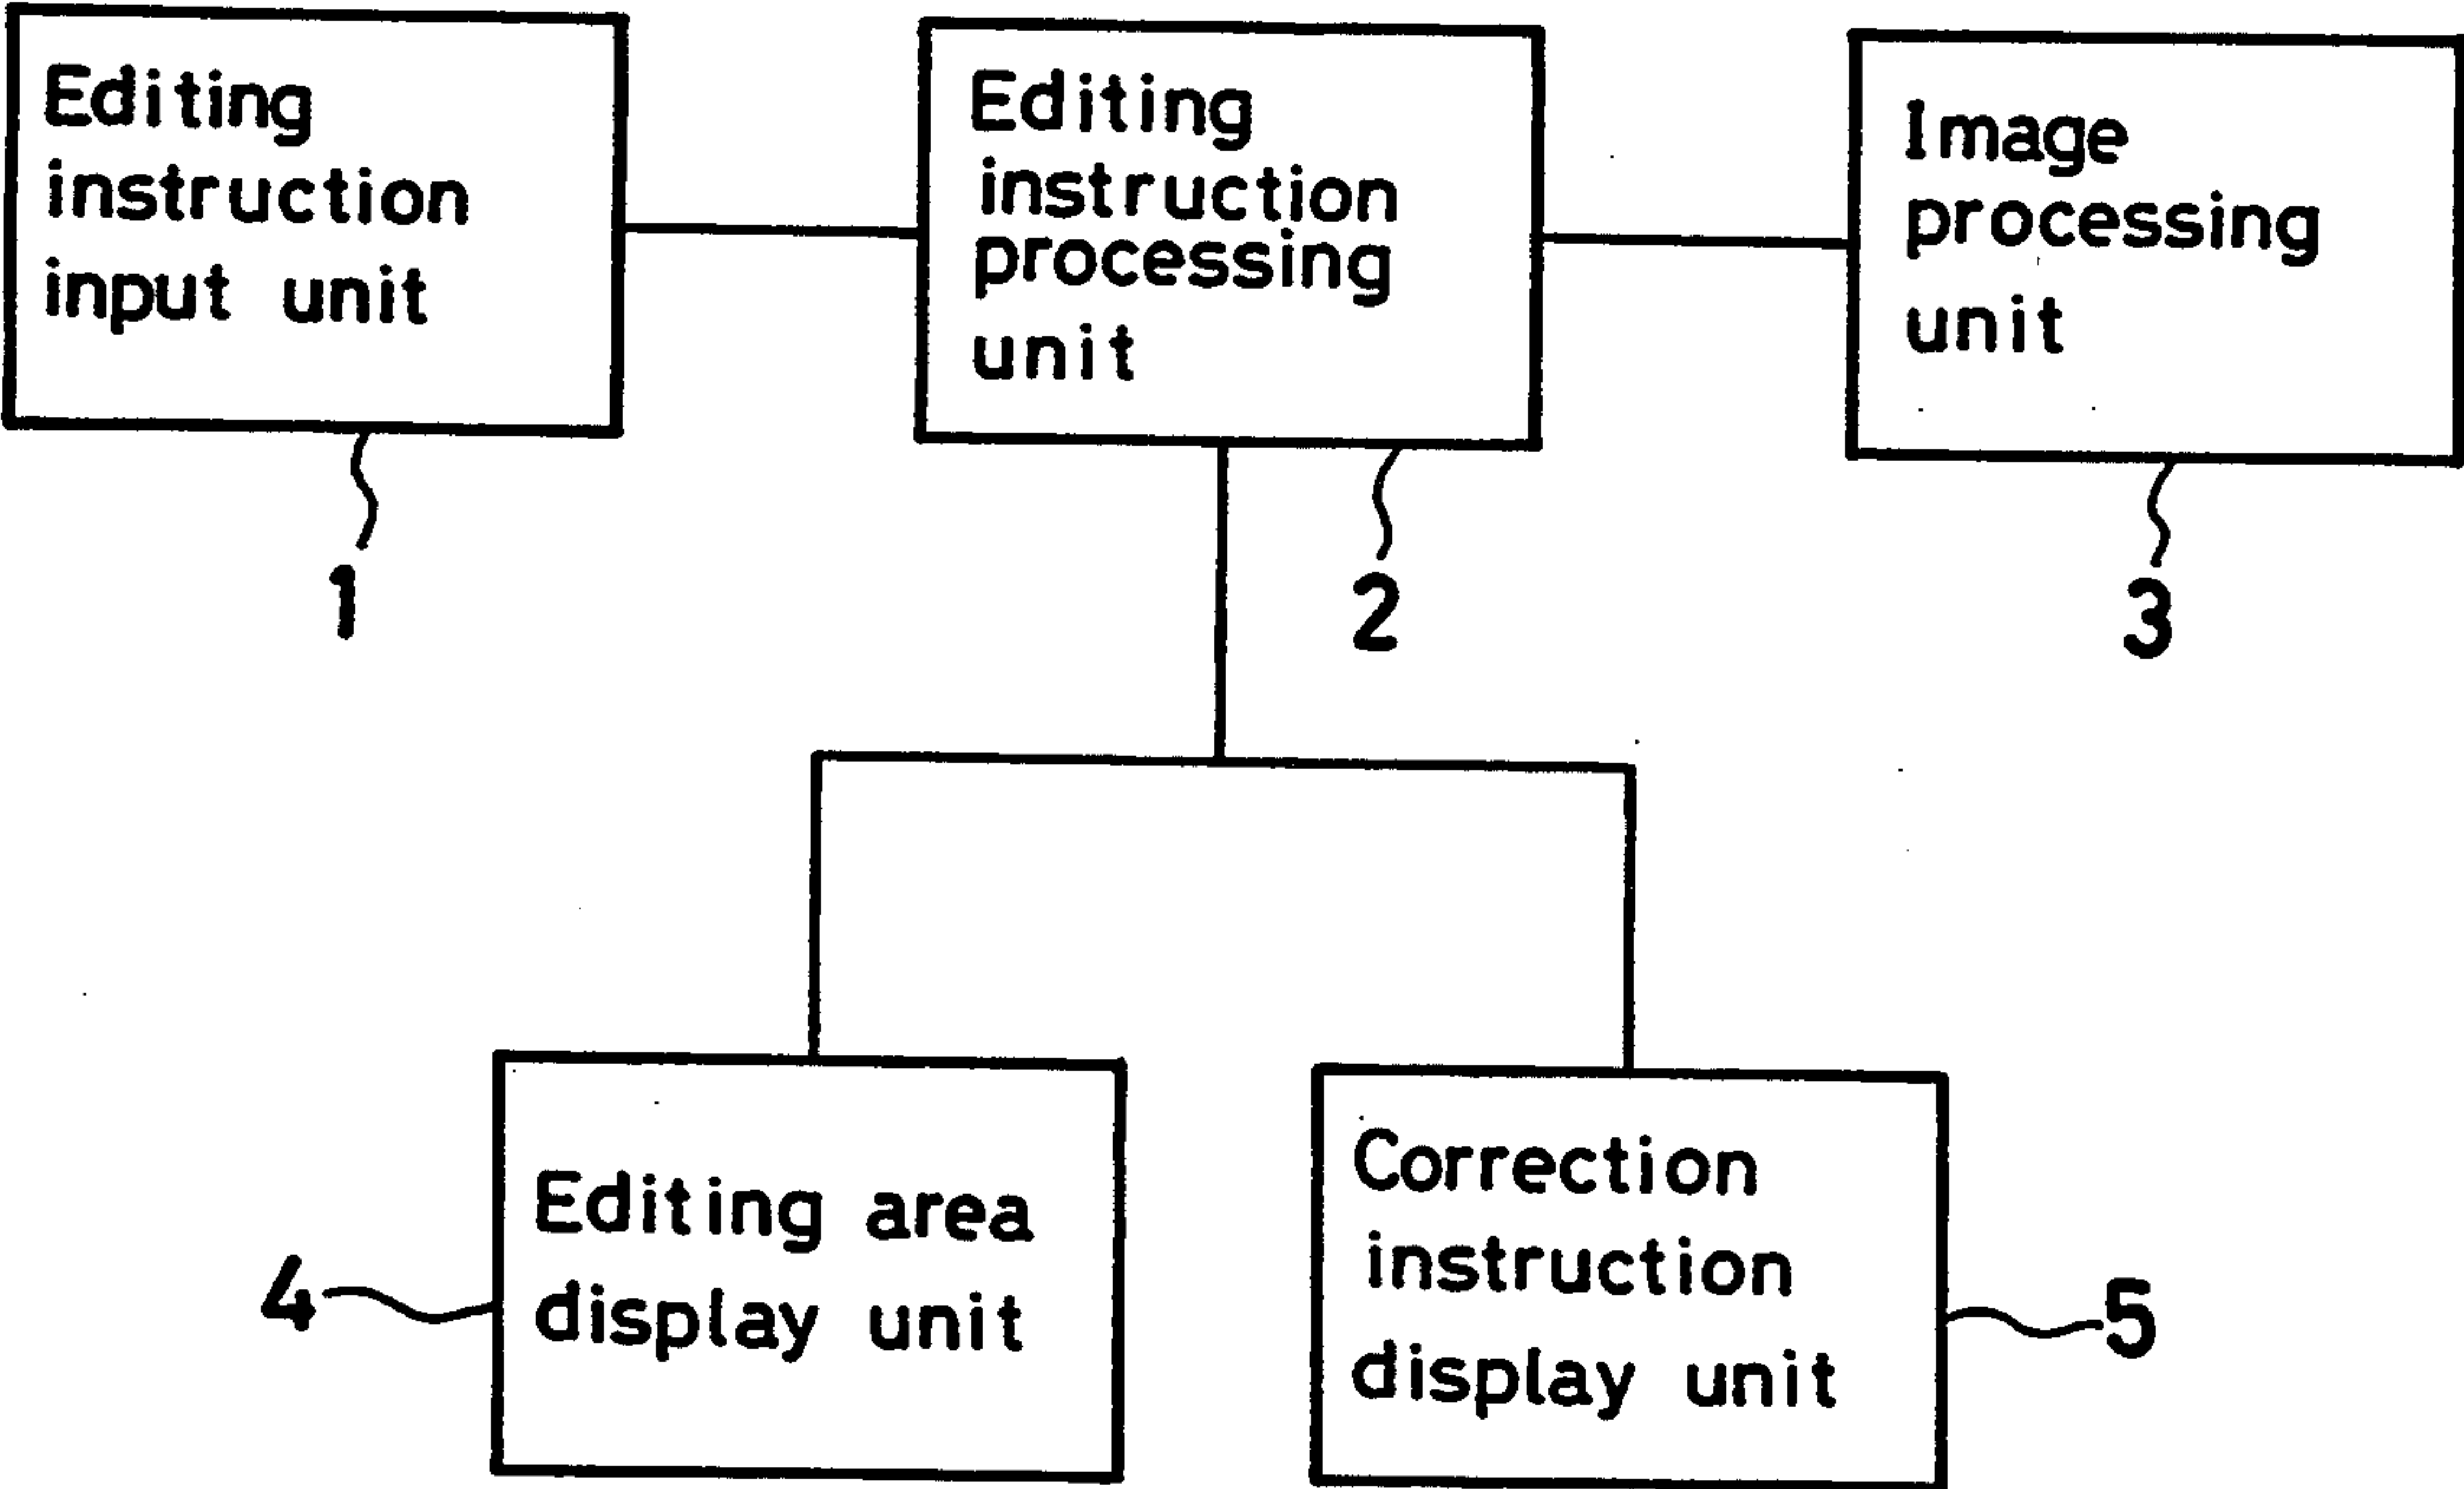 Editing
instruction
input unit
Editing
instruction
processing
unit
Image
processing
unit
1
2
3
Editing area
display unit
4
Correction
instruction
display unit
5